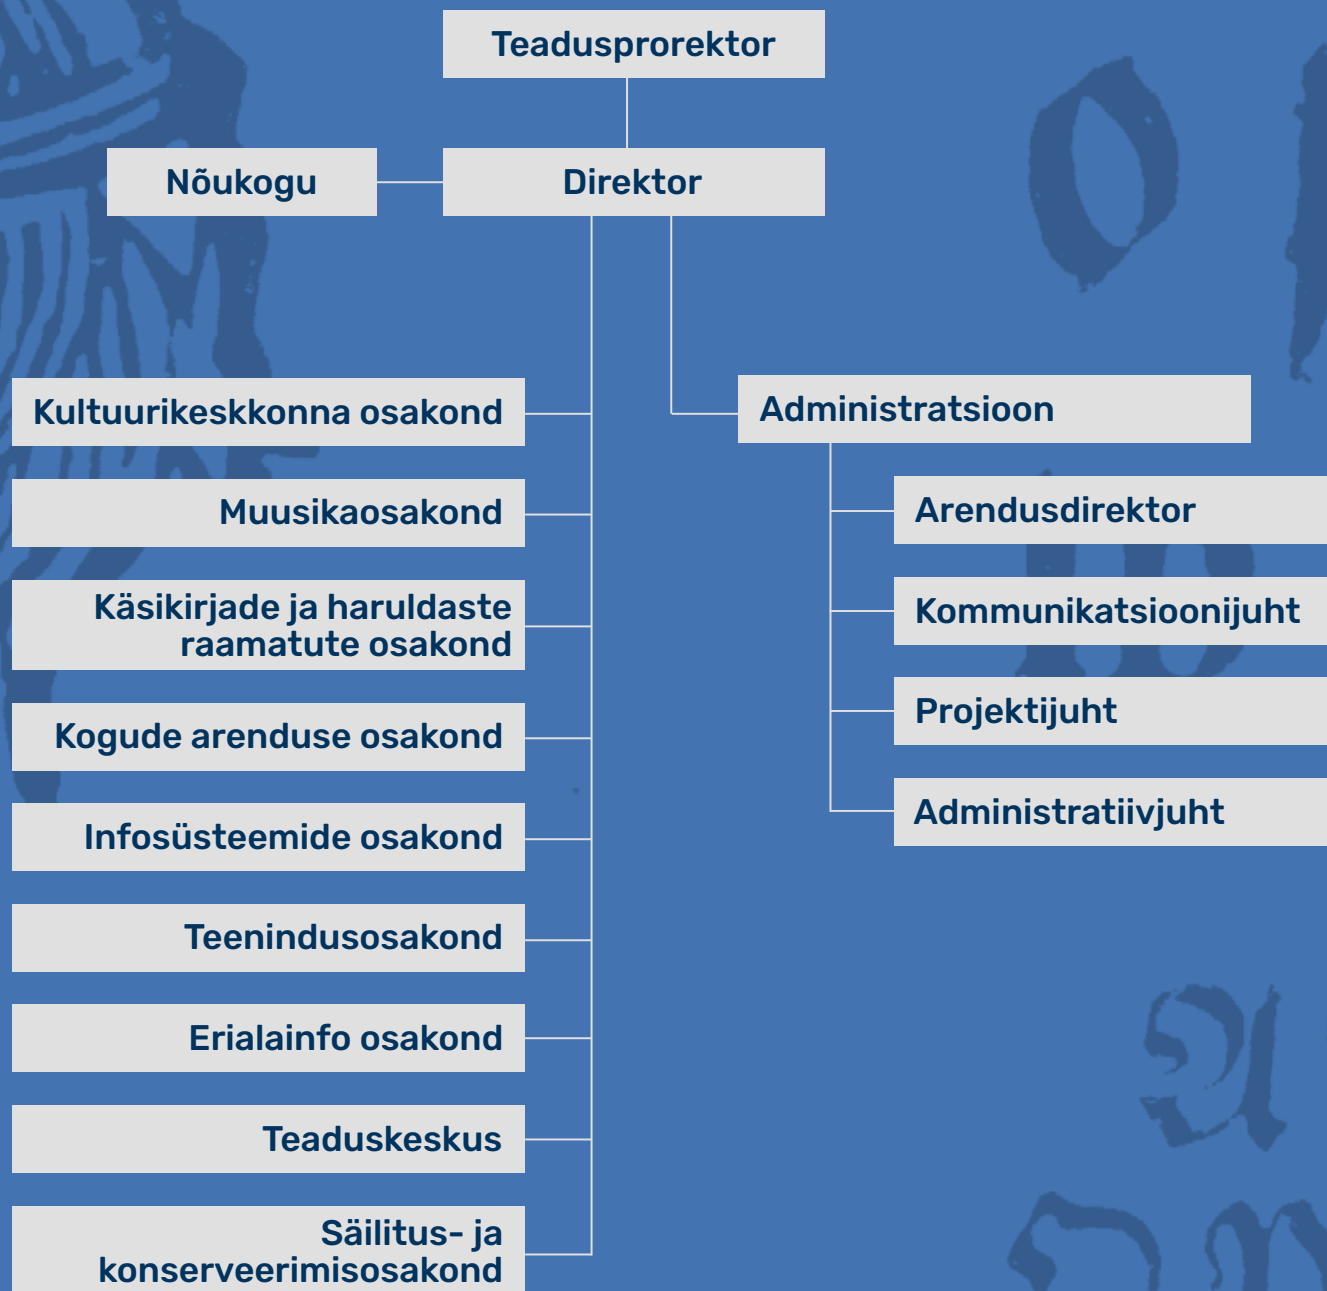 Teadusprorektor
Nõukogu
Direktor
Kultuurikeskkonna osakond
Muusikaosakond
Käsikirjade ja haruldaste
raamatute osakond
Kogude arenduse osakond
Infosüsteemide osakond
Teenindusosakond
Erialainfo osakond
Teaduskeskus
Säilitus- ja
konserveerimisosakond
Administratsioon
Arendusdirektor
Kommunikatsioonijuht
Projektijuht
Administratiivjuht